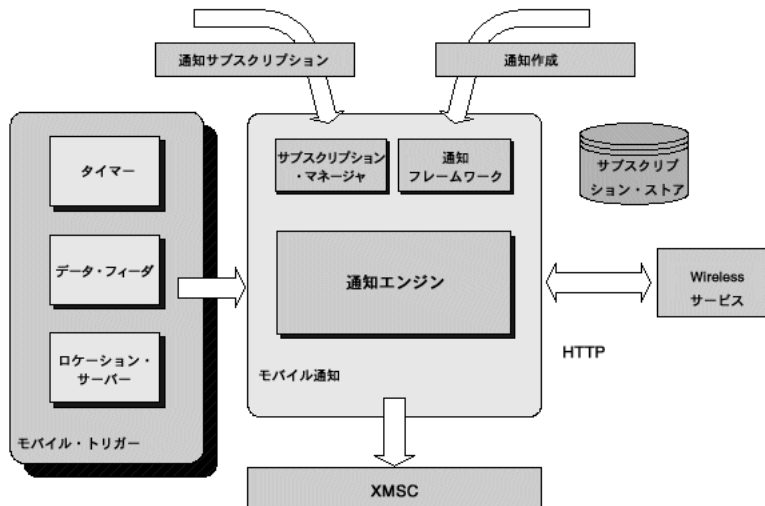 通知サブスクリプション
通知作成
タイマー
データ・フィーダ
ロケーション・
サーバー
モバイル・トリガー
サブスクリプション
・マネージャ
通知
フレームワーク
通知エンジン
モバイル通知
サブスクリプ
ション・ストア
Wireless
サービス
HTTP
XMSC